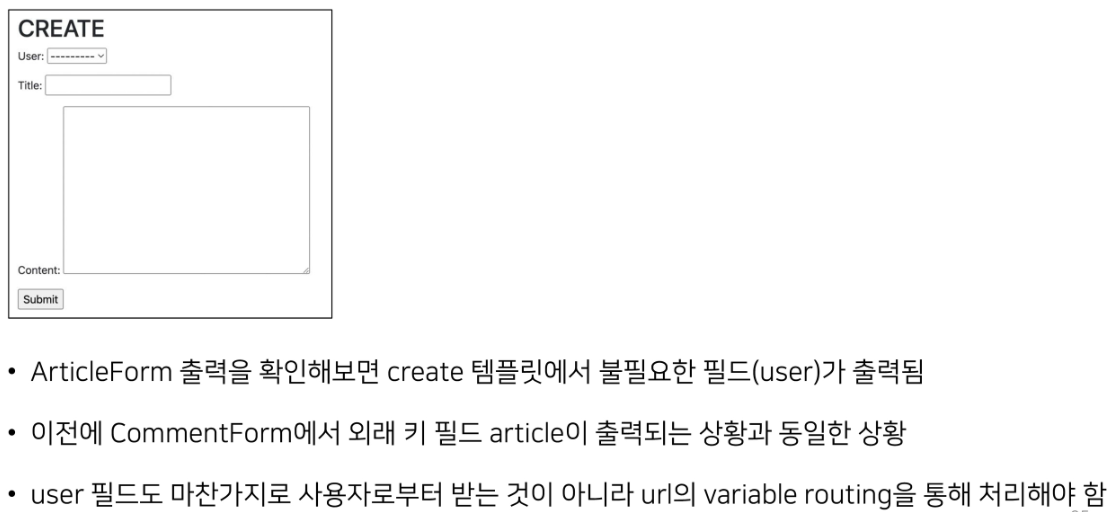 CREATE
User: ---------
Title:
Content:
Submit
• ArticleForm 출력을 확인해보면 create 템플릿에서 불필요한 필드(user)가 출력됨
• 이전에 CommentForm에서 외래 키 필드 article이 출력되는 상황과 동일한 상황
• user 필드도 마찬가지로 사용자로부터 받는 것이 아니라 url의 variable routing을 통해 처리해야 함